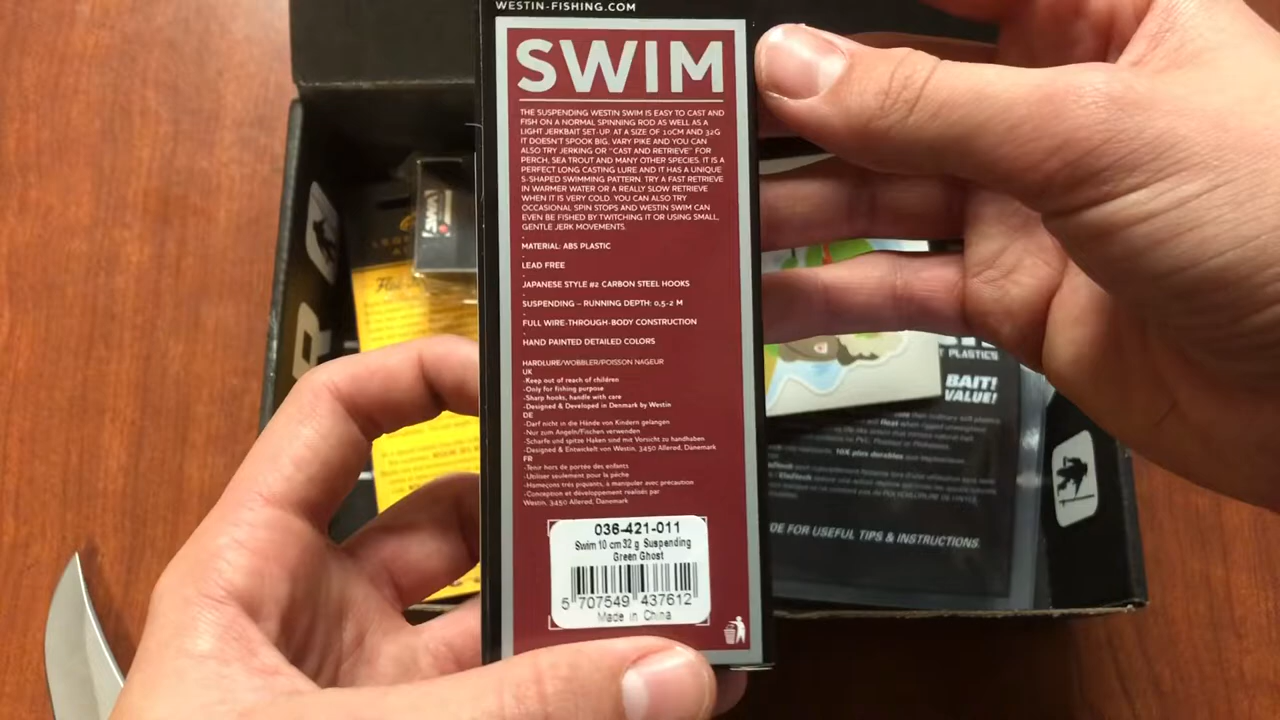 WESTIN-FISHING.COM
SWIM
THE SUSPENDING WESTIN SWIM IS EASY TO CAST AND
FISH ON A NORMAL SPINNING ROD AS WELL AS A
LIGHT JERKBAIT SET-UP. AT A SIZE OF 10CM AND 32G
IT DOESN'T SPOOK BIG, VARY PIKE AND YOU CAN
ALSO TRY JERKING OR "CAST AND RETRIEVE" FOR
PERCH, SEA TROUT AND MANY OTHER SPECIES. IT IS A
PERFECT LONG CASTING LURE AND IT HAS A UNIQUE
S-SHAPED SWIMMING PATTERN. TRY A FAST RETRIEVE
IN WARMER WATER OR A REALLY SLOW RETRIEVE
WHEN IT IS VERY COLD. YOU CAN ALSO TRY
OCCASIONAL SPIN STOPS AND WESTIN SWIM CAN
EVEN BE FISHED BY TWITCHING IT OR USING SMALL,
GENTLE JERK MOVEMENTS.
-
MATERIAL: ABS PLASTIC
-
LEAD FREE
-
JAPANESE STYLE #2 CARBON STEEL HOOKS
-
SUSPENDING – RUNNING DEPTH: 0,5-2 M
-
FULL WIRE-THROUGH-BODY CONSTRUCTION
-
HAND PAINTED DETAILED COLORS
HARDLURE/WOBBLER/POISSON NAGEUR
UK
-Keep out of reach of children
-Only for fishing purpose
-Sharp hooks, handle with care
-Designed & Developed in Denmark by Westin
DE
-Darf nicht in die Hände von Kindern gelangen
-Nur zum Angeln/Fischen verwenden
-Scharfe und spitze Haken sind mit Vorsicht zu handhaben
-Designed & Entwickelt von Westin, 3450 Allerød, Dänemark
FR
-Tenir hors de portée des enfants
-Utiliser seulement pour la pêche
-Hameçons très piquents, à manipuler avec précaution
-Conception et développement realisés par
Westin, 3450 Allerød, Danemark
036-421-011
Swim 10 cm 32 g Suspending
Green Ghost
5 707549 437612
Made in China
PLASTICS
BAIT!
VALUE!
10X plus durables
DE FOR USEFUL TIPS & INSTRUCTIONS.